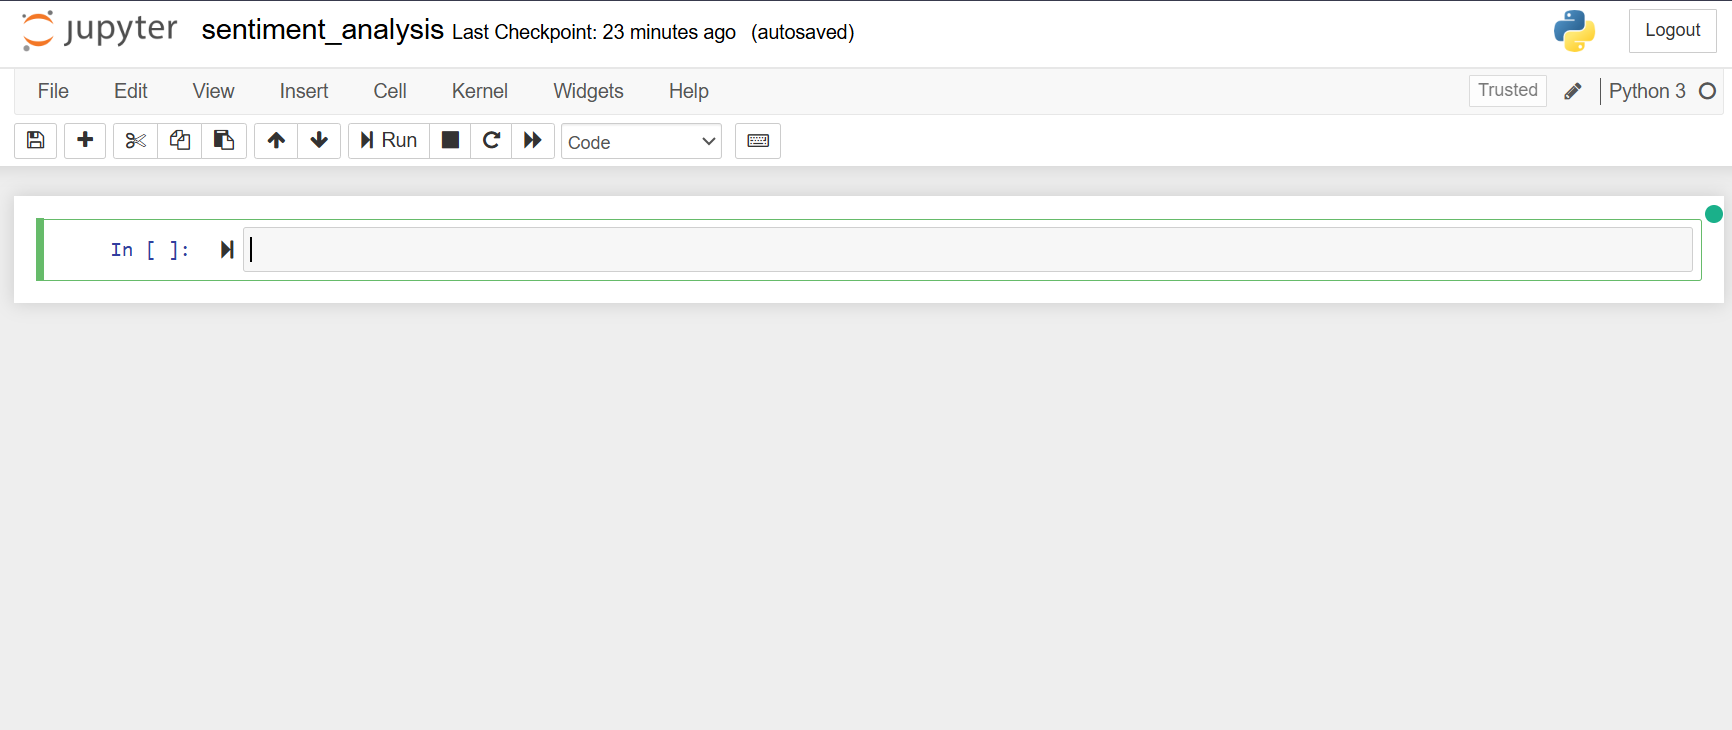 jupyter sentiment_analysis Last Checkpoint: 23 minutes ago (autosaved) Logout
File Edit View Insert Cell Kernel Widgets Help Trusted Python 3
Run Code
In [ ]: